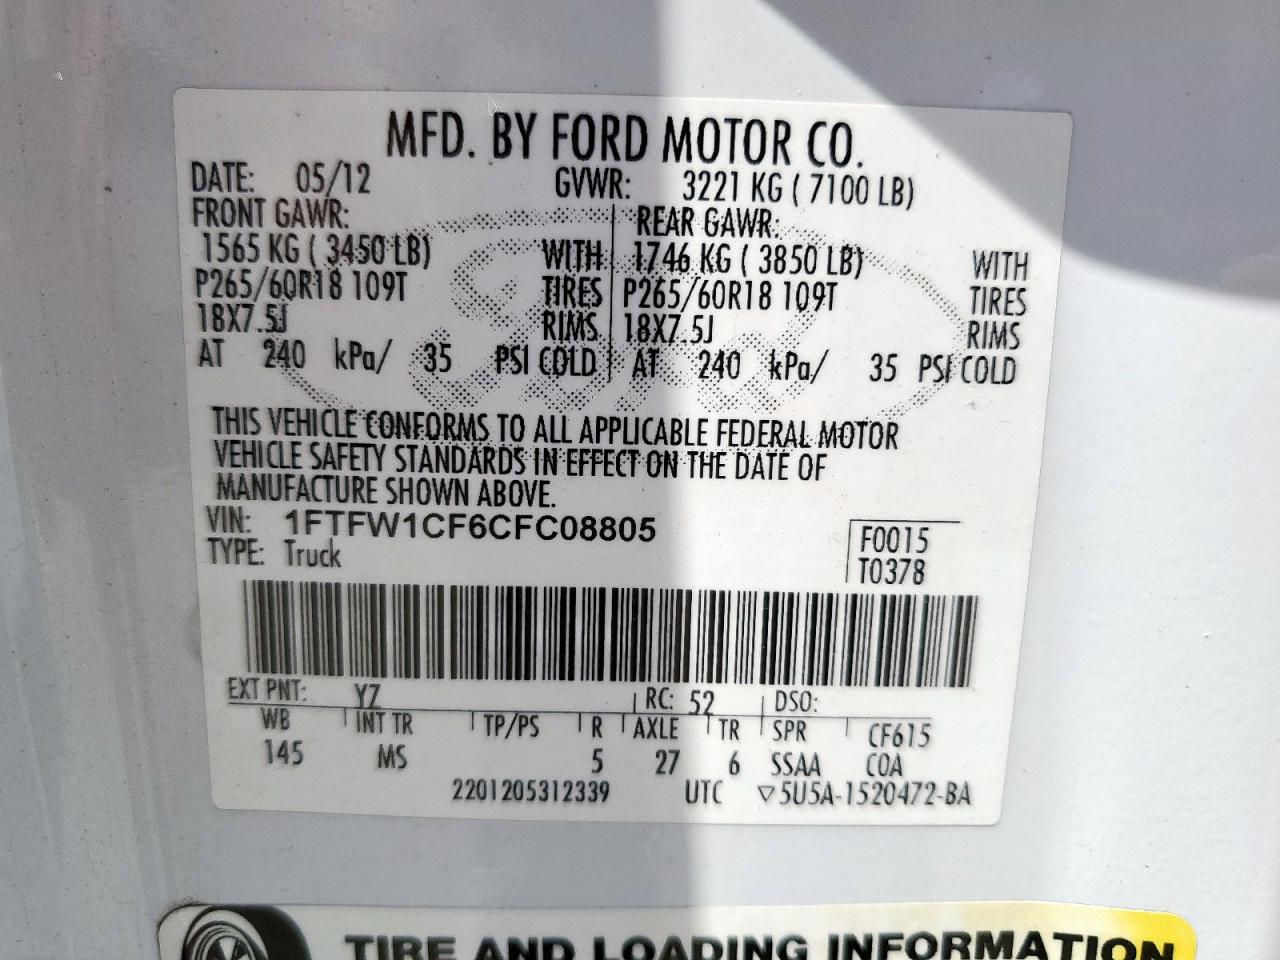 MFD. BY FORD MOTOR CO.
DATE: 05/12 GVWR: 3221 KG ( 7100 LB)
FRONT GAWR: REAR GAWR:
1565 KG ( 3450 LB) WITH 1746 KG ( 3850 LB) WITH
P265/60R18 109T TIRES P265/60R18 109T TIRES
18X7.5J RIMS 18X7.5J RIMS
AT 240 kPa/ 35 PSI COLD AT 240 kPa/ 35 PSI COLD
THIS VEHICLE CONFORMS TO ALL APPLICABLE FEDERAL MOTOR
VEHICLE SAFETY STANDARDS IN EFFECT ON THE DATE OF
MANUFACTURE SHOWN ABOVE.
VIN: 1FTFW1CF6CFC08805
TYPE: Truck
F0015
T0378
EXT PNT: YZ RC: 52 DSO:
WB INT TR TP/PS R AXLE TR SPR CF615
145 MS 5 27 6 SSAA COA
2201205312339 UTC ▽5U5A-1520472-BA
TIRE AND LOADING INFORMATION